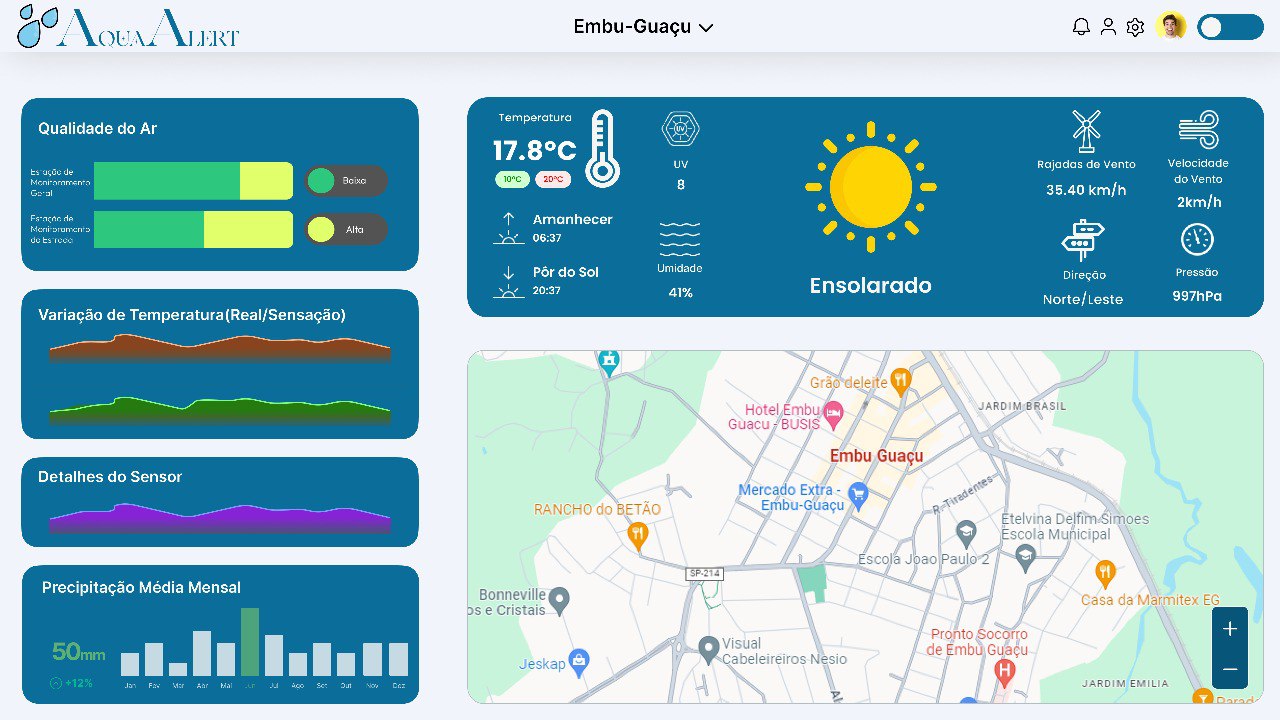 AquaAlert
Embu-Guaçu
Qualidade do Ar
Estação de
Monitoramento
Geral
Baixa
Estação de
Monitoramento
de Estrada
Alta
Variação de Temperatura(Real/Sensação)
Detalhes do Sensor
Precipitação Média Mensal
50mm
+12%
Jan Fev Mar Abr Mai Jun Jul Ago Set Out Nov Dez
Temperatura
17.8°C
10°C 20°C
Amanhecer
06:37
Pôr do Sol
20:37
UV
UV
8
Umidade
41%
Ensolarado
Rajadas de Vento
35.40 km/h
Velocidade
do Vento
2km/h
Direção
Norte/Leste
Pressão
997hPa
Grão deleite
Hotel Embu
Guacu - BUSIS
JARDIM BRASIL
Embu Guaçu
Mercado Extra -
Embu-Guaçu
R. Tiradentes
RANCHO do BETÃO
Etelvina Delfim Simoes
Escola Municipal
Escola Joao Paulo 2
SP-214
Casa da Marmitex EG
Bonneville
os e Cristais
Pronto Socorro
de Embu Guaçu
Visual
Cabeleireiros Nesio
Jeskap
JARDIM EMILIA
+
−